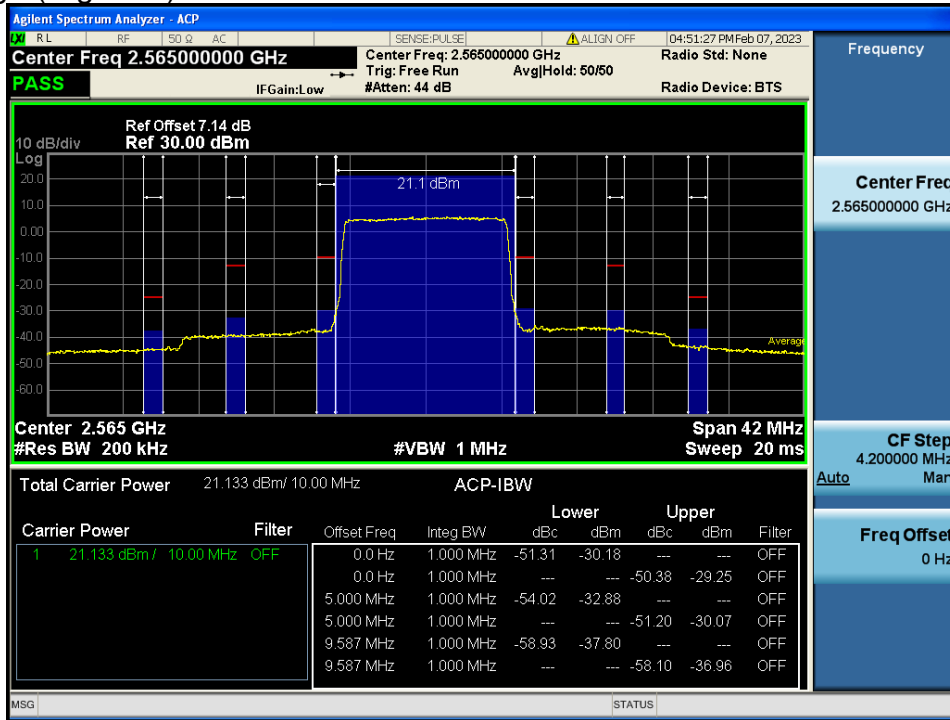 Agilent Spectrum Analyzer - ACP
LXI RL RF 50 Ω AC SENSE:PULSE ALIGN OFF 04:51:27 PM Feb 07, 2023
Center Freq 2.565000000 GHz
Center Freq: 2.565000000 GHz
Radio Std: None
Trig: Free Run Avg|Hold: 50/50
PASS
IFGain:Low
#Atten: 44 dB
Radio Device: BTS
Ref Offset 7.14 dB
10 dB/div Ref 30.00 dBm
Log
20.0
21.1 dBm
10.0
0.00
-10.0
-20.0
-30.0
-40.0
Average
-50.0
-60.0
Center 2.565 GHz Span 42 MHz
#Res BW 200 kHz #VBW 1 MHz Sweep 20 ms
Total Carrier Power 21.133 dBm/ 10.00 MHz ACP-IBW
Lower Upper
Carrier Power Filter Offset Freq Integ BW dBc dBm dBc dBm Filter
1 21.133 dBm / 10.00 MHz OFF 0.0 Hz 1.000 MHz -51.31 -30.18 --- --- OFF
0.0 Hz 1.000 MHz --- --- -50.38 -29.25 OFF
5.000 MHz 1.000 MHz -54.02 -32.88 --- --- OFF
5.000 MHz 1.000 MHz --- --- -51.20 -30.07 OFF
9.587 MHz 1.000 MHz -58.93 -37.80 --- --- OFF
9.587 MHz 1.000 MHz --- --- -58.10 -36.96 OFF
MSG STATUS
Frequency
Center Freq
2.565000000 GHz
CF Step
4.200000 MHz
Auto Man
Freq Offset
0 Hz